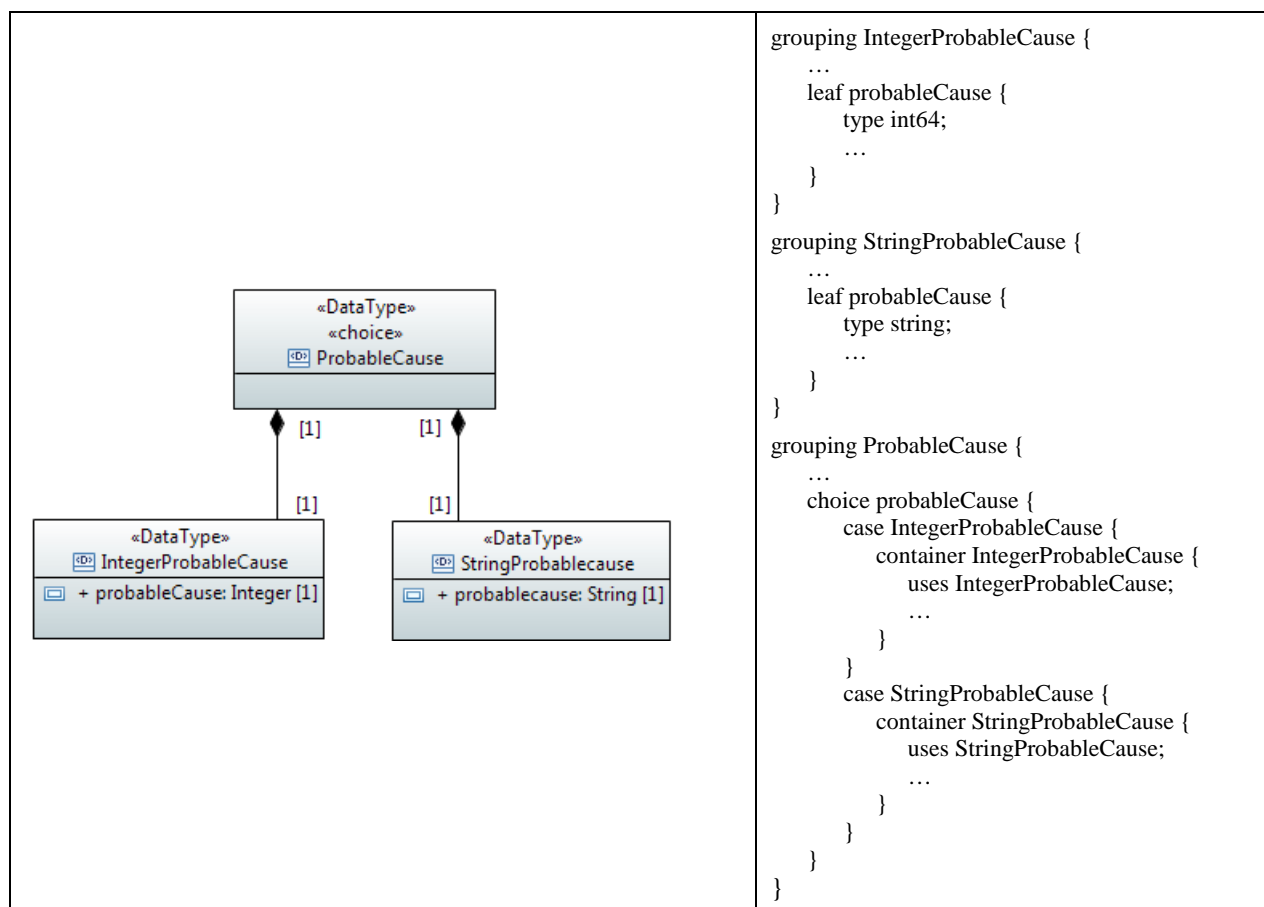 «DataType»
«choice»
ProbableCause
[1]
[1]
[1]
[1]
«DataType»
IntegerProbableCause
+ probableCause: Integer [1]
«DataType»
StringProbablecause
+ probablecause: String [1]
grouping IntegerProbableCause {
…
leaf probableCause {
type int64;
…
}
}
grouping StringProbableCause {
…
leaf probableCause {
type string;
…
}
}
grouping ProbableCause {
…
choice probableCause {
case IntegerProbableCause {
container IntegerProbableCause {
uses IntegerProbableCause;
…
}
}
case StringProbableCause {
container StringProbableCause {
uses StringProbableCause;
…
}
}
}
}